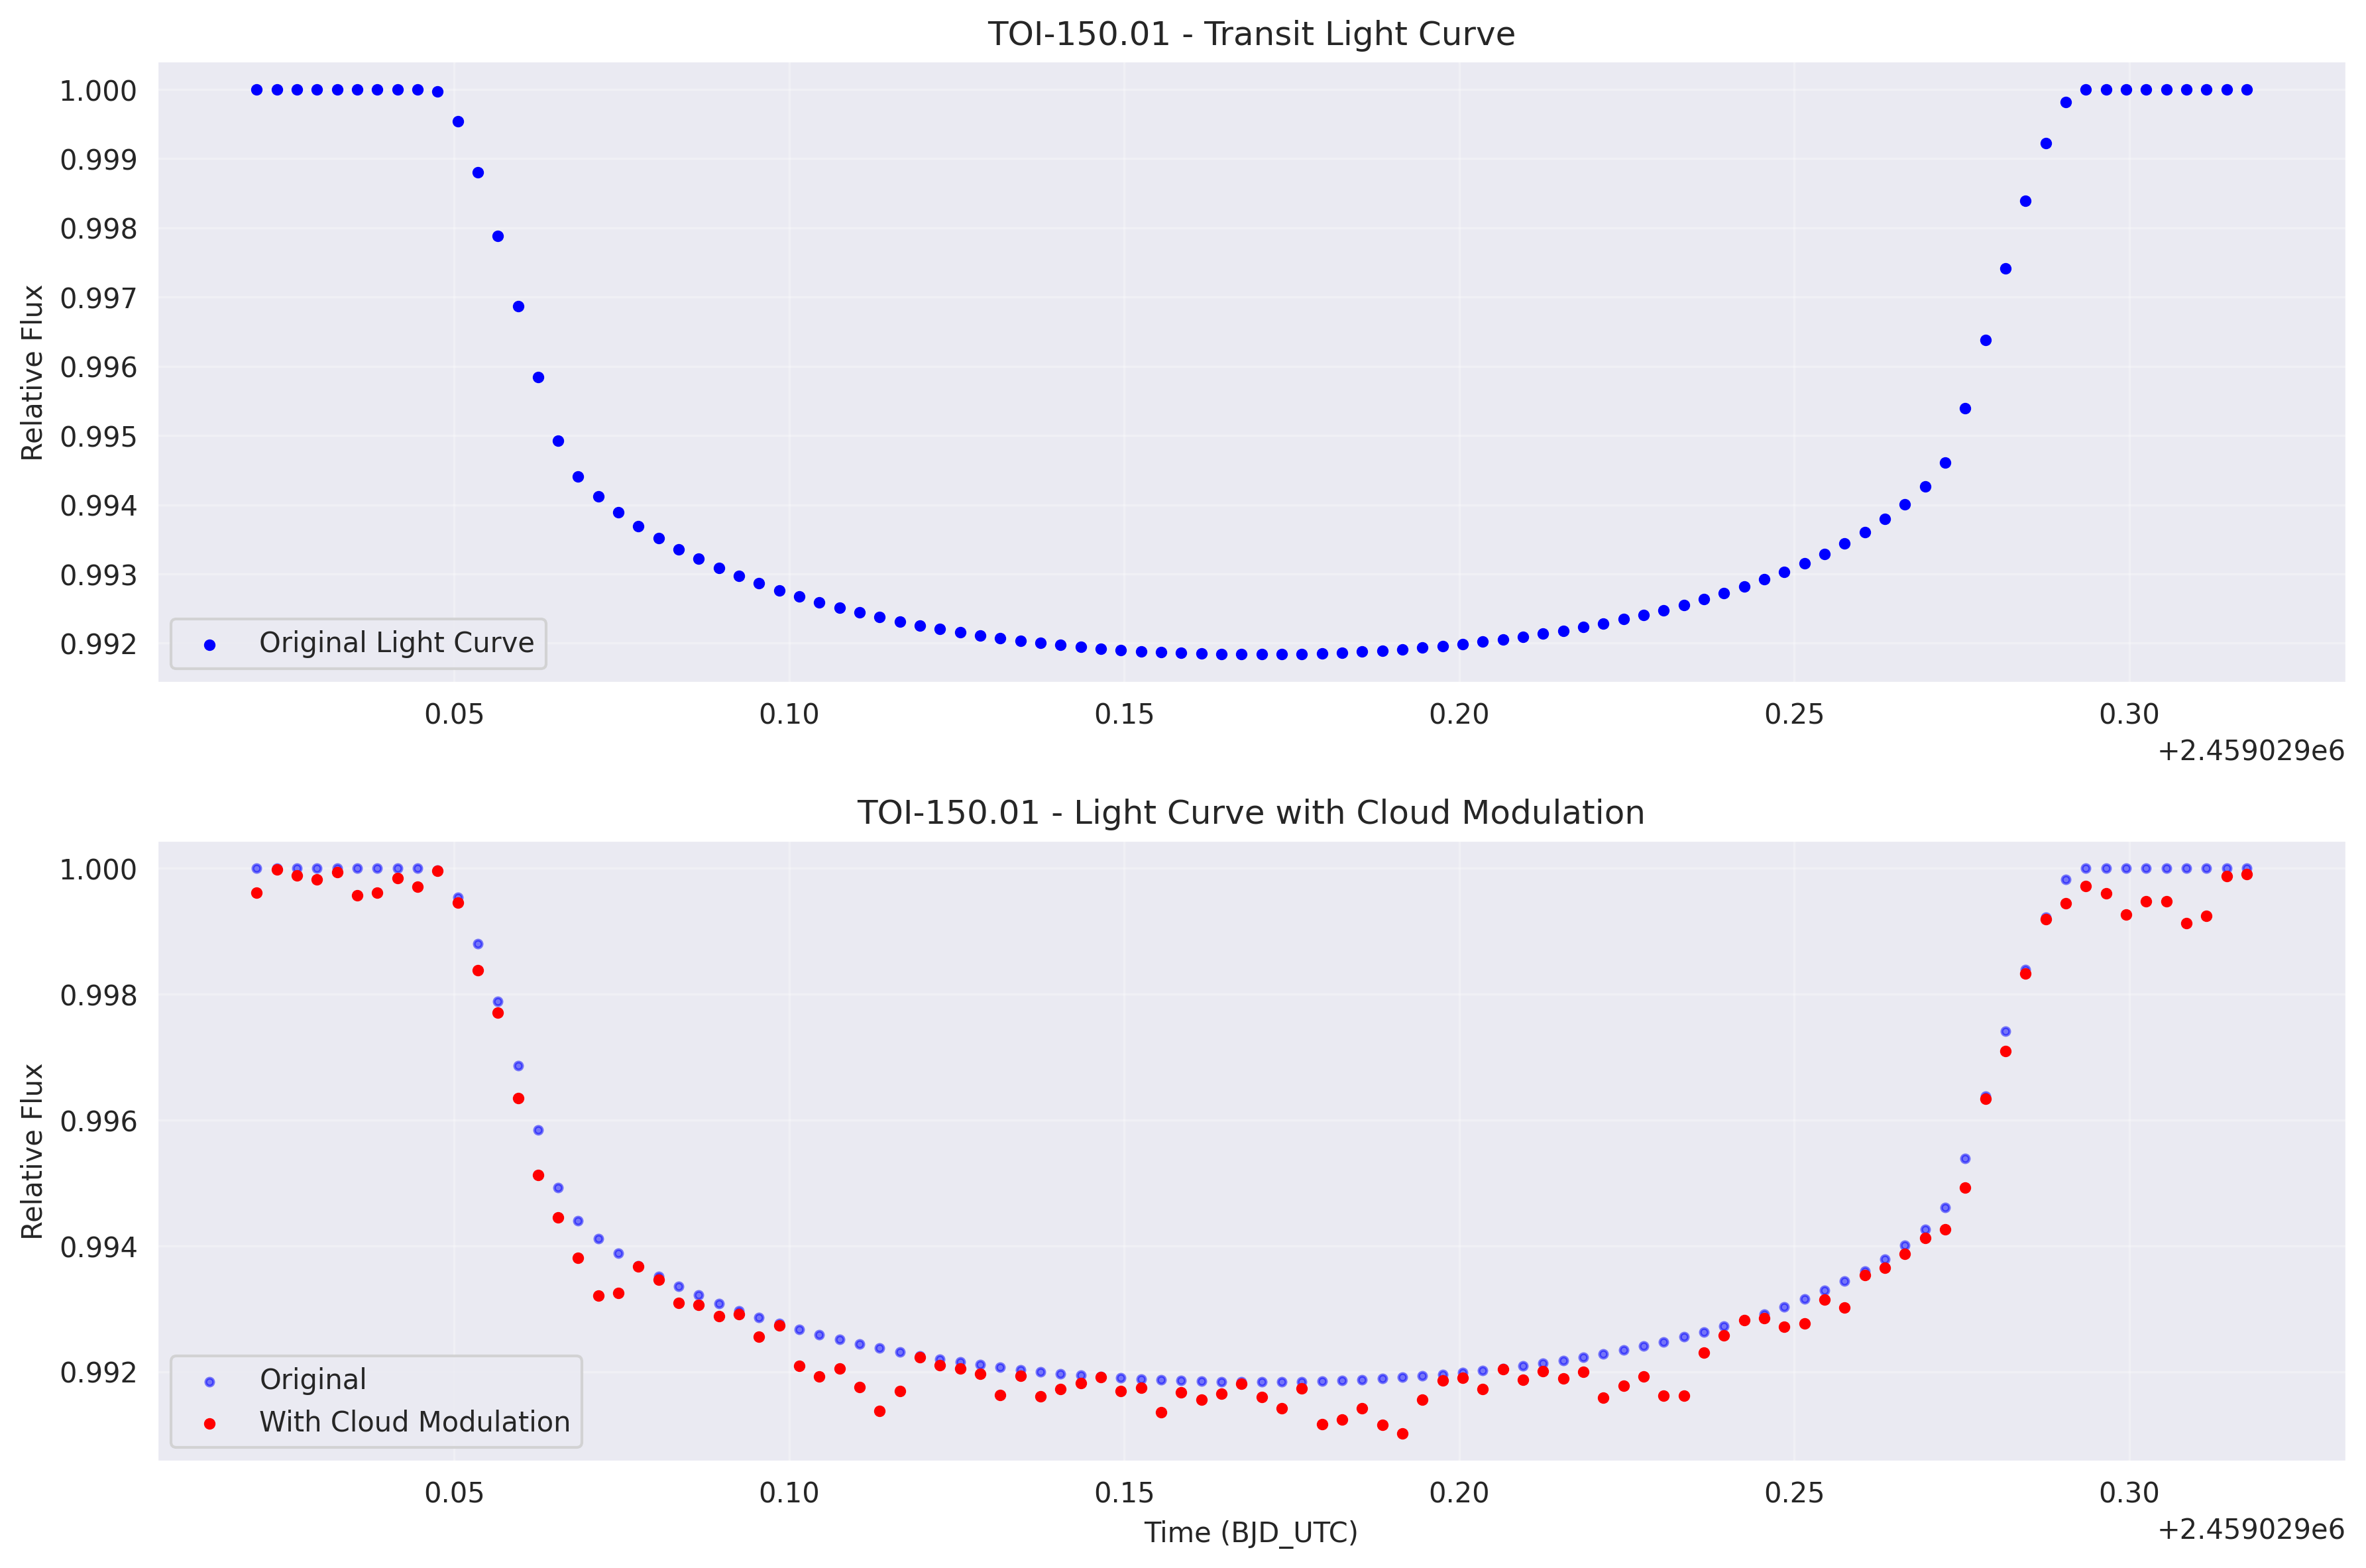 TOI-150.01 - Transit Light Curve
Relative Flux
1.000
0.999
0.998
0.997
0.996
0.995
0.994
0.993
0.992
Original Light Curve
0.05 0.10 0.15 0.20 0.25 0.30
+2.459029e6
TOI-150.01 - Light Curve with Cloud Modulation
Relative Flux
1.000
0.998
0.996
0.994
0.992
Original
With Cloud Modulation
0.05 0.10 0.15 0.20 0.25 0.30
Time (BJD_UTC)
+2.459029e6